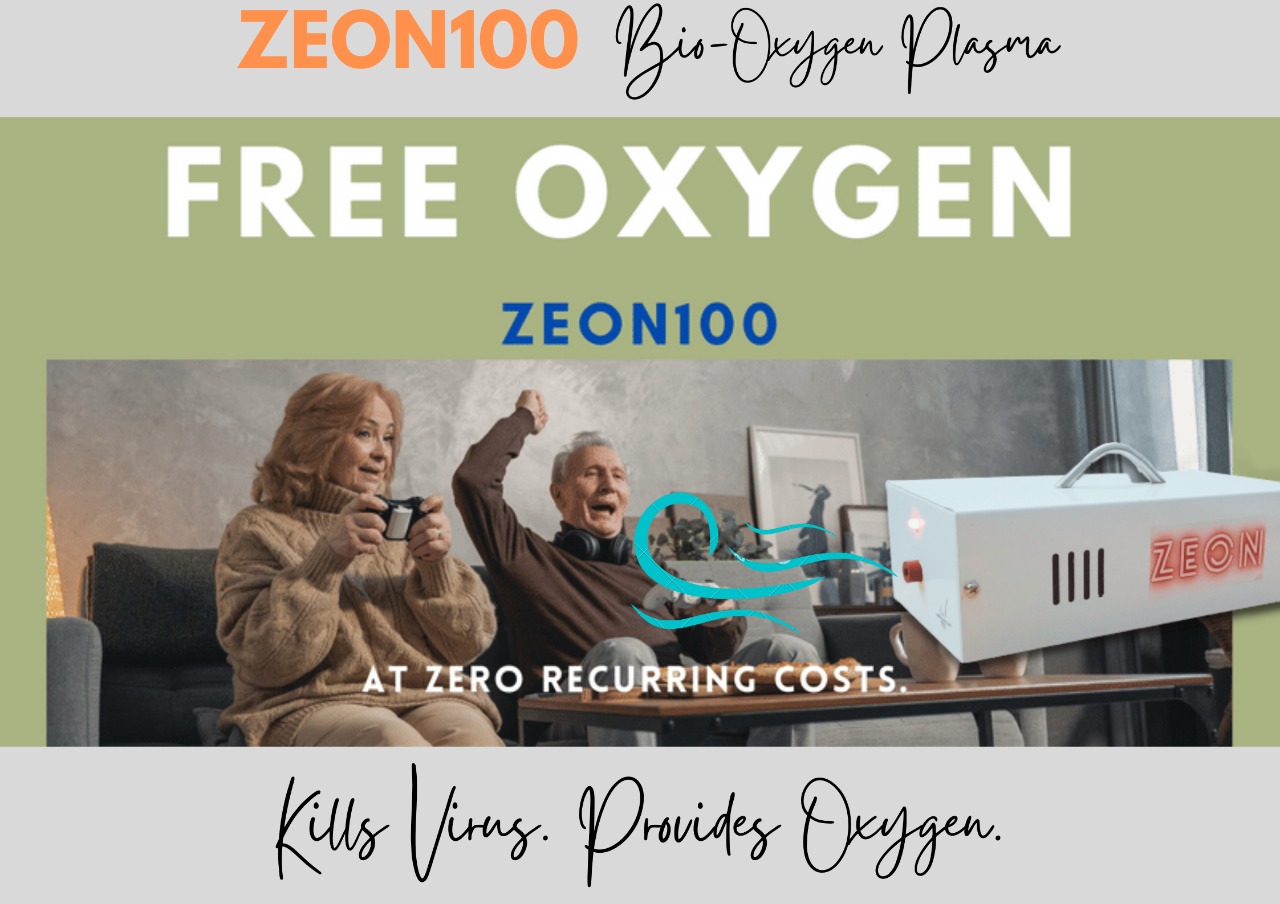 ZEON100 Bio-Oxygen Plasma
FREE OXYGEN
ZEON100
ZEON
AT ZERO RECURRING COSTS.
Kills Virus. Provides Oxygen.